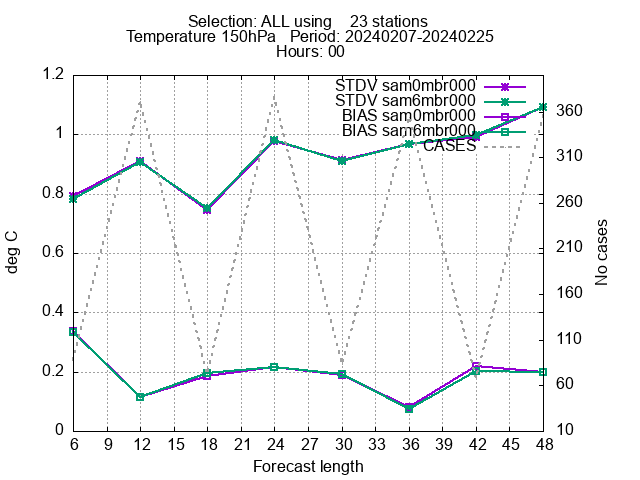 Selection: ALL using 23 stations
Temperature 150hPa Period: 20240207-20240225
Hours: 00
STDV sam0mbr000
STDV sam6mbr000
BIAS sam0mbr000
BIAS sam6mbr000
CASES
1.2
1
0.8
0.6
0.4
0.2
0
deg C
360
310
260
210
160
110
60
10
No cases
6 9 12 15 18 21 24 27 30 33 36 39 42 45 48
Forecast length